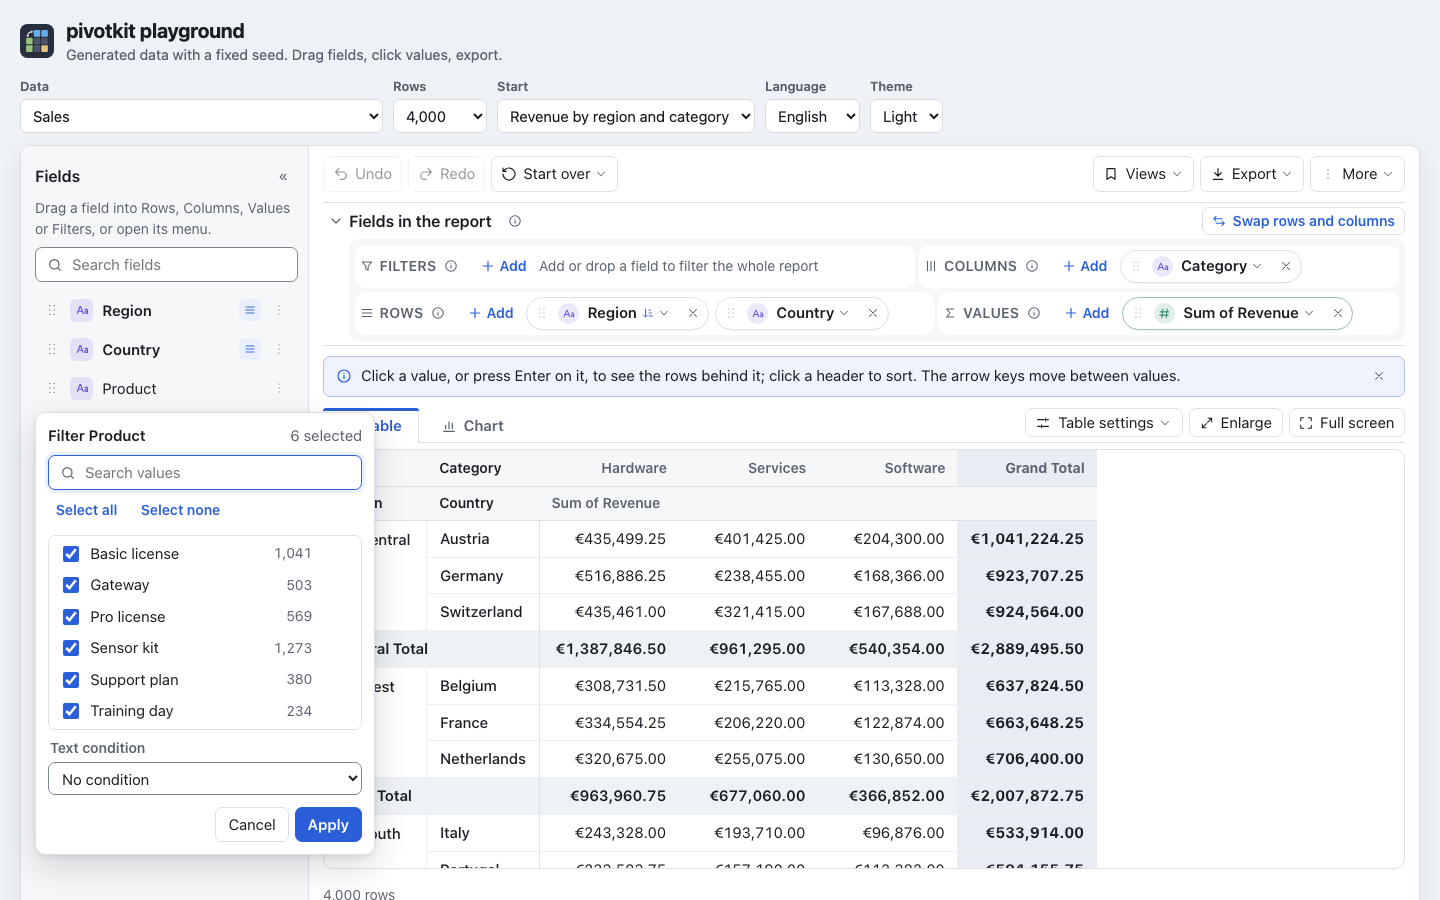 pivotkit playground
Generated data with a fixed seed. Drag fields, click values, export.
Data
Rows
Start
Language
Theme
Sales
4,000
Revenue by region and category
English
Light
Fields
«
Drag a field into Rows, Columns, Values
or Filters, or open its menu.
Search fields
Aa Region
Aa Country
Aa Product
Undo
Redo
Start over
Views
Export
More
Fields in the report
Swap rows and columns
FILTERS
+ Add
Add or drop a field to filter the whole report
COLUMNS
+ Add
Aa Category
ROWS
+ Add
Aa Region
Aa Country
Σ VALUES
+ Add
# Sum of Revenue
Click a value, or press Enter on it, to see the rows behind it; click a header to sort. The arrow keys move between values.
able
Chart
Table settings
Enlarge
Full screen
Filter Product
6 selected
Search values
Select all
Select none
Basic license 1,041
Gateway 503
Pro license 569
Sensor kit 1,273
Support plan 380
Training day 234
Text condition
No condition
Cancel
Apply
Category Hardware Services Software Grand Total
n Country Sum of Revenue
entral Austria €435,499.25 €401,425.00 €204,300.00 €1,041,224.25
Germany €516,886.25 €238,455.00 €168,366.00 €923,707.25
Switzerland €435,461.00 €321,415.00 €167,688.00 €924,564.00
ral Total €1,387,846.50 €961,295.00 €540,354.00 €2,889,495.50
est Belgium €308,731.50 €215,765.00 €113,328.00 €637,824.50
France €334,554.25 €206,220.00 €122,874.00 €663,648.25
Netherlands €320,675.00 €255,075.00 €130,650.00 €706,400.00
Total €963,960.75 €677,060.00 €366,852.00 €2,007,872.75
outh Italy €243,328.00 €193,710.00 €96,876.00 €533,914.00
4,000 rows